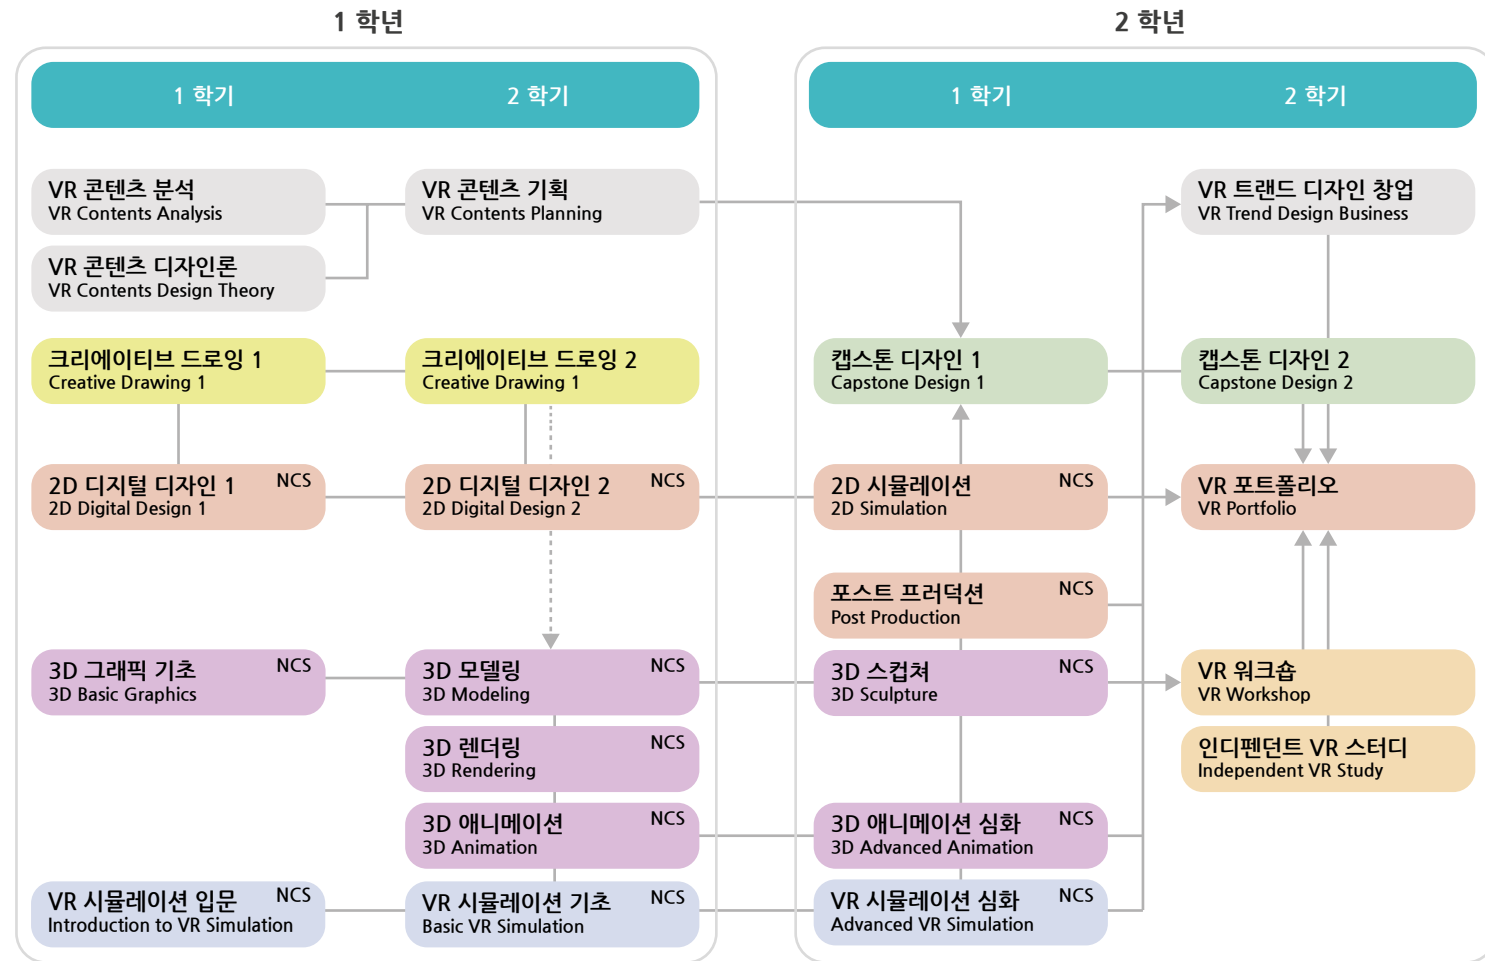 1 학년
2 학년
1 학기
2 학기
1 학기
2 학기
VR 콘텐츠 분석
VR Contents Analysis
VR 콘텐츠 기획
VR Contents Planning
VR 트랜드 디자인 창업
VR Trend Design Business
VR 콘텐츠 디자인론
VR Contents Design Theory
크리에이티브 드로잉 1
Creative Drawing 1
크리에이티브 드로잉 2
Creative Drawing 1
캡스톤 디자인 1
Capstone Design 1
캡스톤 디자인 2
Capstone Design 2
2D 디지털 디자인 1 NCS
2D Digital Design 1
2D 디지털 디자인 2 NCS
2D Digital Design 2
2D 시뮬레이션 NCS
2D Simulation
VR 포트폴리오
VR Portfolio
포스트 프러덕션 NCS
Post Production
3D 그래픽 기초 NCS
3D Basic Graphics
3D 모델링 NCS
3D Modeling
3D 스컵쳐 NCS
3D Sculpture
VR 워크숍
VR Workshop
3D 렌더링 NCS
3D Rendering
인디펜던트 VR 스터디
Independent VR Study
3D 애니메이션 NCS
3D Animation
3D 애니메이션 심화 NCS
3D Advanced Animation
VR 시뮬레이션 입문 NCS
Introduction to VR Simulation
VR 시뮬레이션 기초 NCS
Basic VR Simulation
VR 시뮬레이션 심화 NCS
Advanced VR Simulation